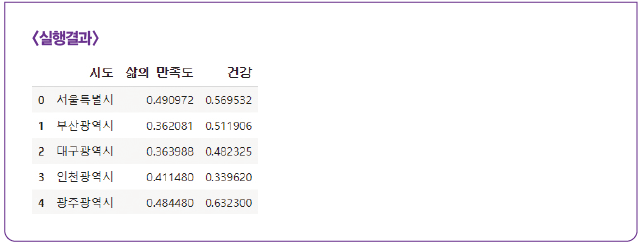 <실행결과>
시도 삶의 만족도 건강
0 서울특별시 0.490972 0.569532
1 부산광역시 0.362081 0.511906
2 대구광역시 0.363988 0.482325
3 인천광역시 0.411480 0.339620
4 광주광역시 0.484480 0.632300